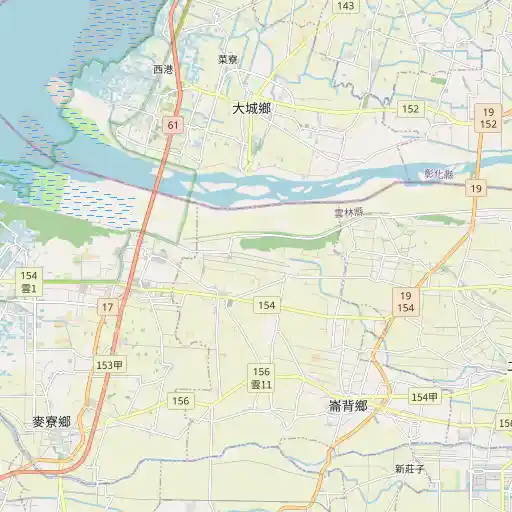 143
菜寮
西港
大城鄉
152
19
152
61
彰化縣
19
雲林縣
154
雲1
17
154
19
154
153甲
156
雲11
156
154甲
崙背鄉
麥寮鄉
156
新莊子